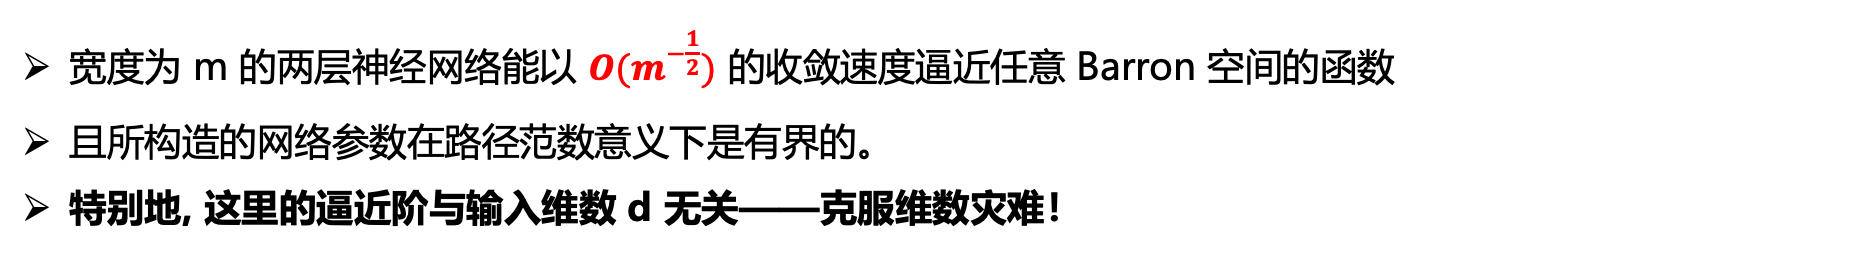 ➢ 宽度为 m 的两层神经网络能以 $O(m^{-\frac{1}{2}})$ 的收敛速度逼近任意 Barron 空间的函数
➢ 且所构造的网络参数在路径范数意义下是有界的。
➢ 特别地, 这里的逼近阶与输入维数 d 无关——克服维数灾难！